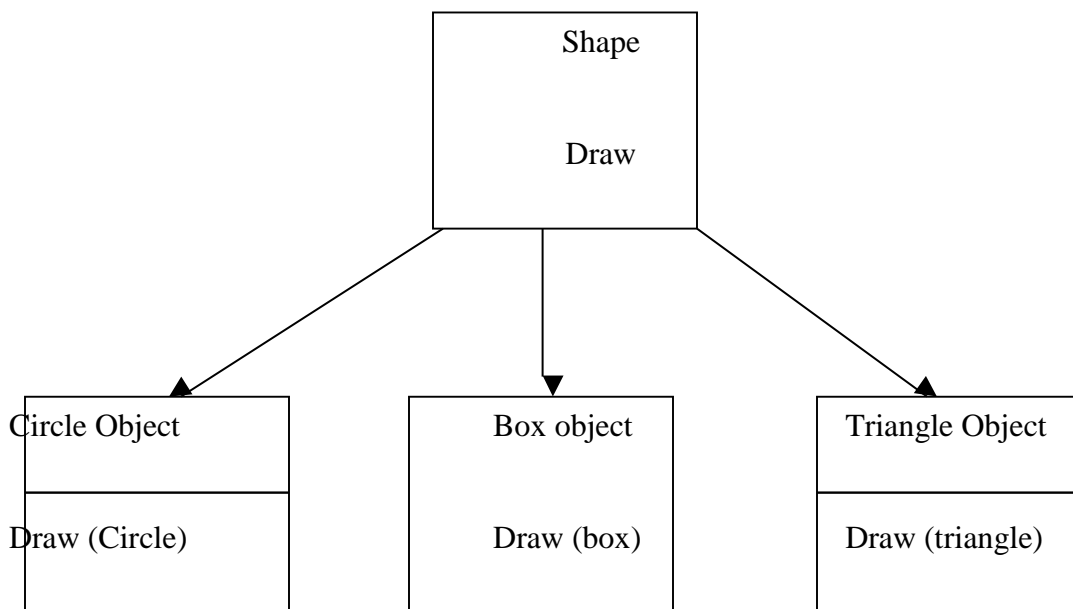 Shape
Draw
Circle Object
Box object
Triangle Object
Draw (Circle)
Draw (box)
Draw (triangle)